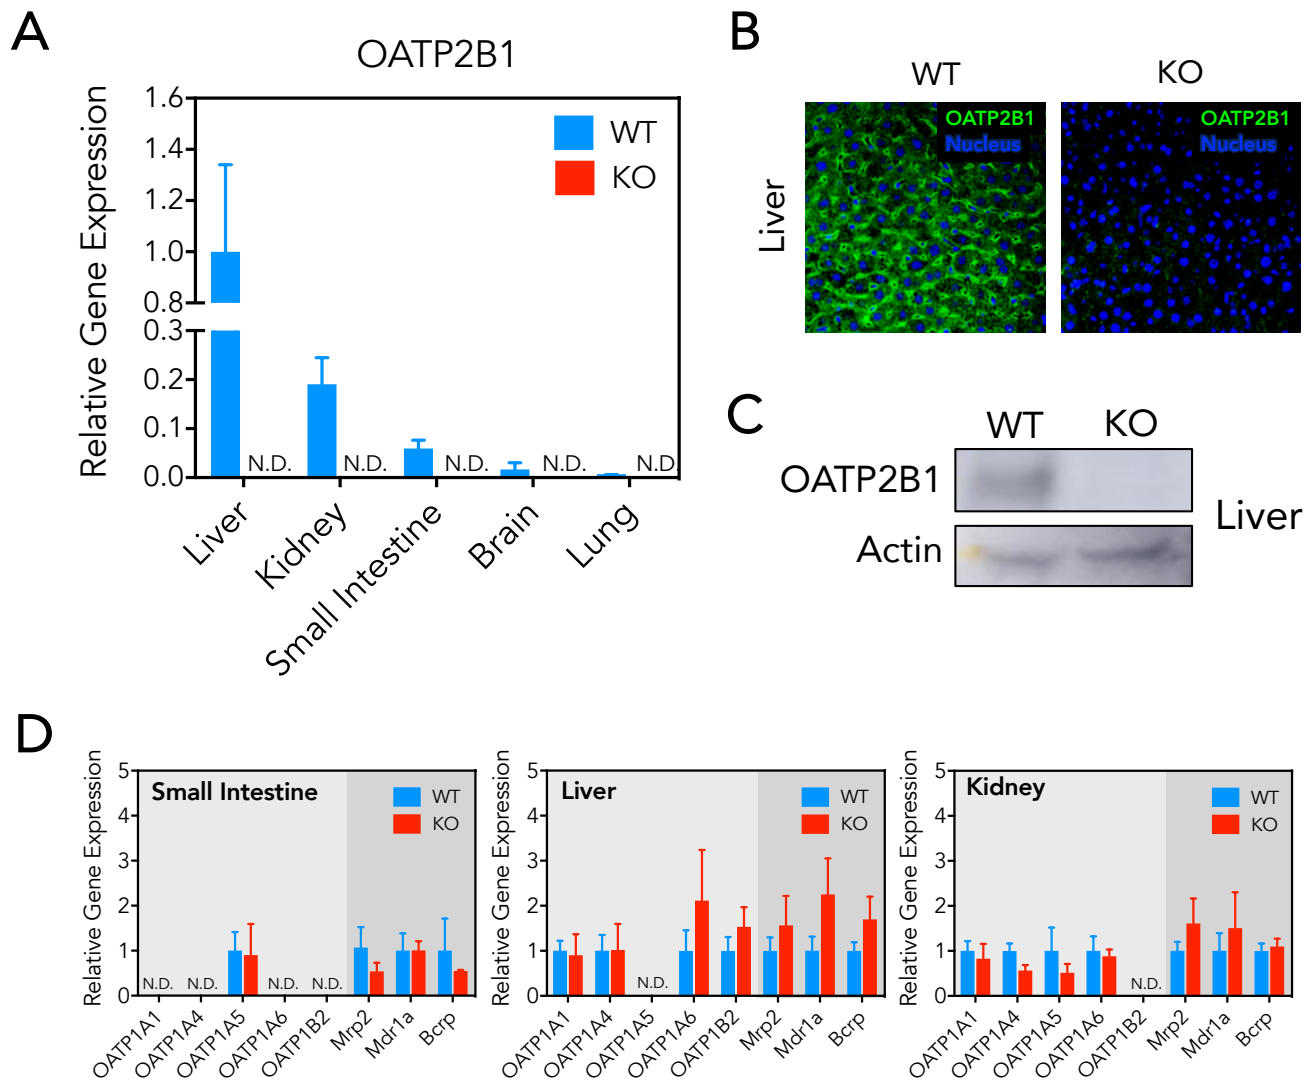 A
OATP2B1
Relative Gene Expression
1.6
1.4
1.2
1.0
0.8
0.3
0.2
0.1
0.0
WT
KO
N.D. N.D. N.D. N.D. N.D.
Liver
Kidney
Small Intestine
Brain
Lung
B
WT KO
Liver
OATP2B1
Nucleus
OATP2B1
Nucleus
C
WT KO
OATP2B1
Actin
Liver
D
Relative Gene Expression
5
4
3
2
1
0
Small Intestine
WT
KO
N.D. N.D. N.D. N.D.
OATP1A1
OATP1A4
OATP1A5
OATP1A6
OATP1B2
Mrp2
Mdr1a
Bcrp
Relative Gene Expression
5
4
3
2
1
0
Liver
WT
KO
N.D.
OATP1A1
OATP1A4
OATP1A5
OATP1A6
OATP1B2
Mrp2
Mdr1a
Bcrp
Relative Gene Expression
5
4
3
2
1
0
Kidney
WT
KO
N.D.
OATP1A1
OATP1A4
OATP1A5
OATP1A6
OATP1B2
Mrp2
Mdr1a
Bcrp